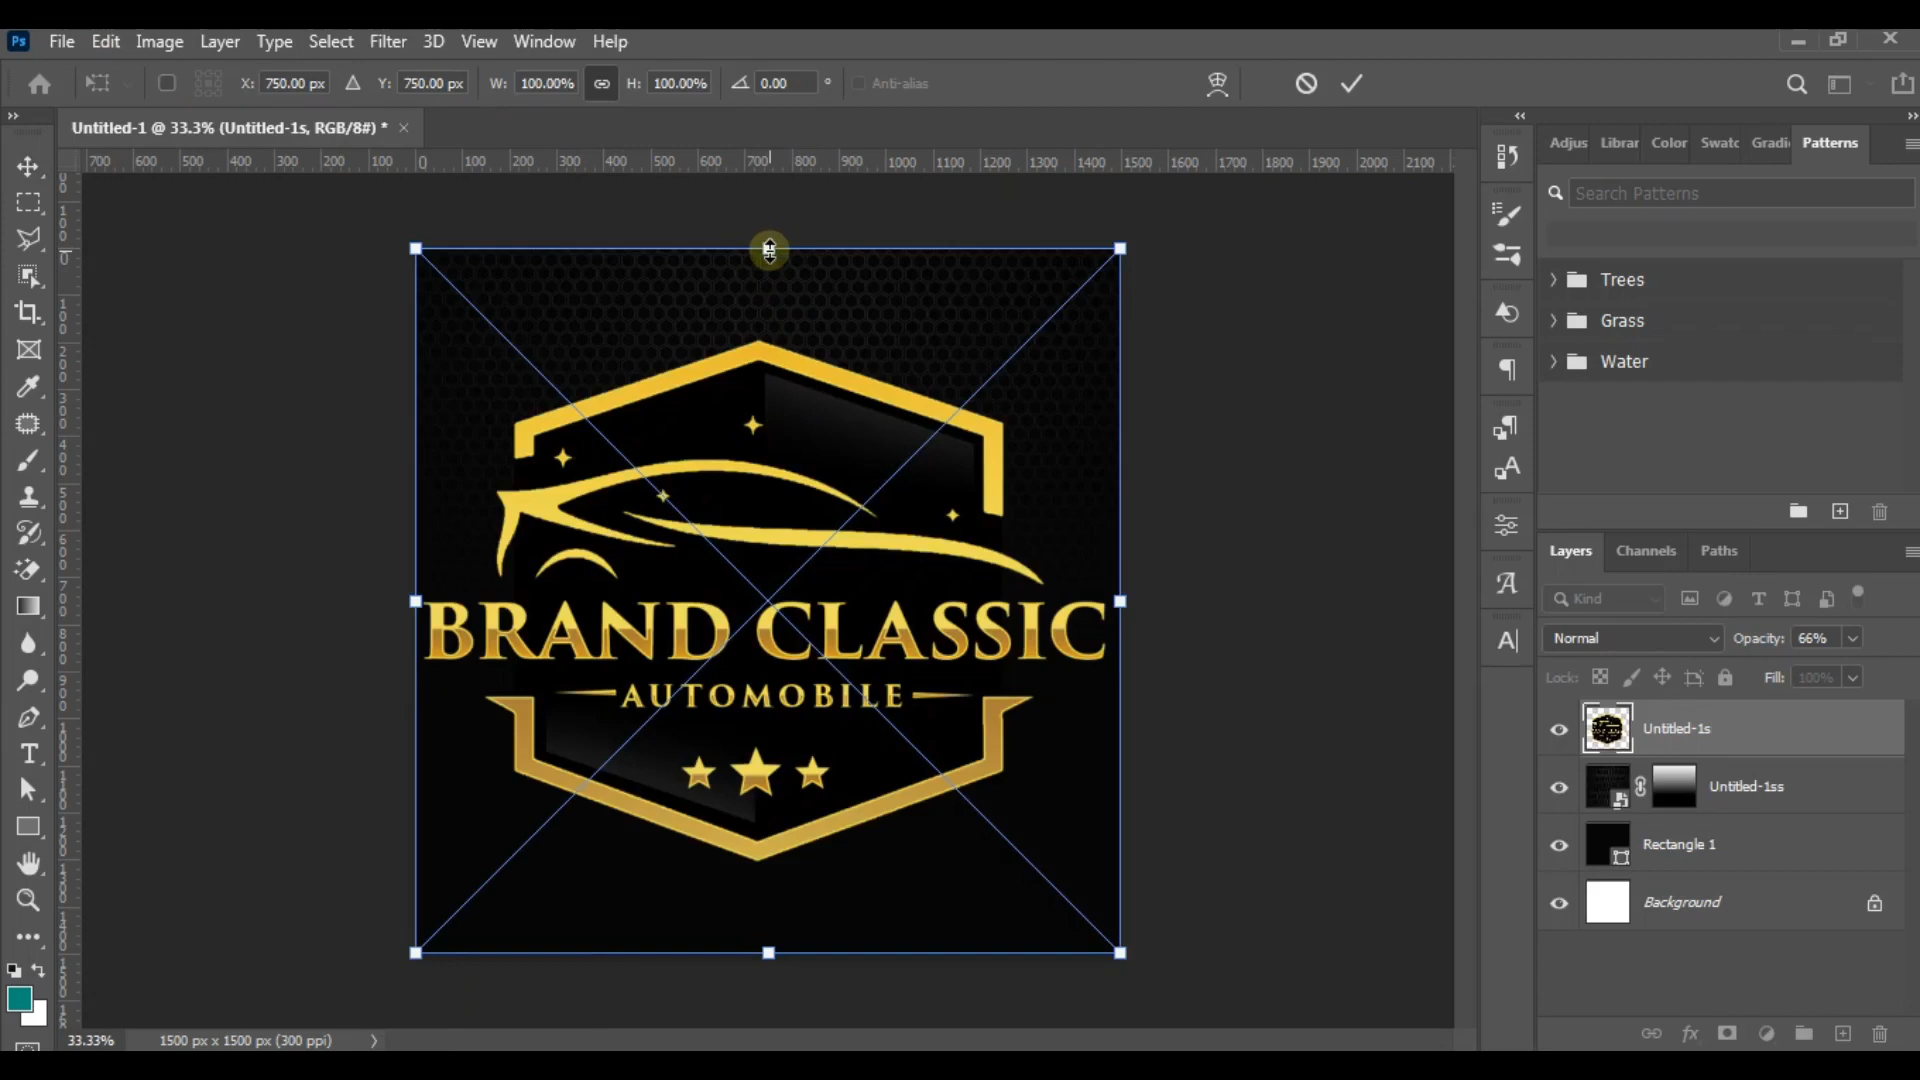 Ps File Edit Image Layer Type Select Filter 3D View Window Help
X: 750.00 px Y: 750.00 px W: 100.00% H: 100.00% 0.00 ° Anti-alias
Untitled-1 @ 33.3% (Untitled-1s, RGB/8#) * ×
700 600 500 400 300 200 100 0 100 200 300 400 500 600 700 800 900 1000 1100 1200 1300 1400 1500 1600 1700 1800 1900 2000 2100
Adjus Librar Color Swatc Gradi Patterns
Search Patterns
Trees
Grass
Water
BRAND CLASSIC
AUTOMOBILE
Layers Channels Paths
Kind
Normal Opacity: 66%
Lock: Fill: 100%
Untitled-1s
Untitled-1ss
Rectangle 1
Background
33.33% 1500 px x 1500 px (300 ppi)